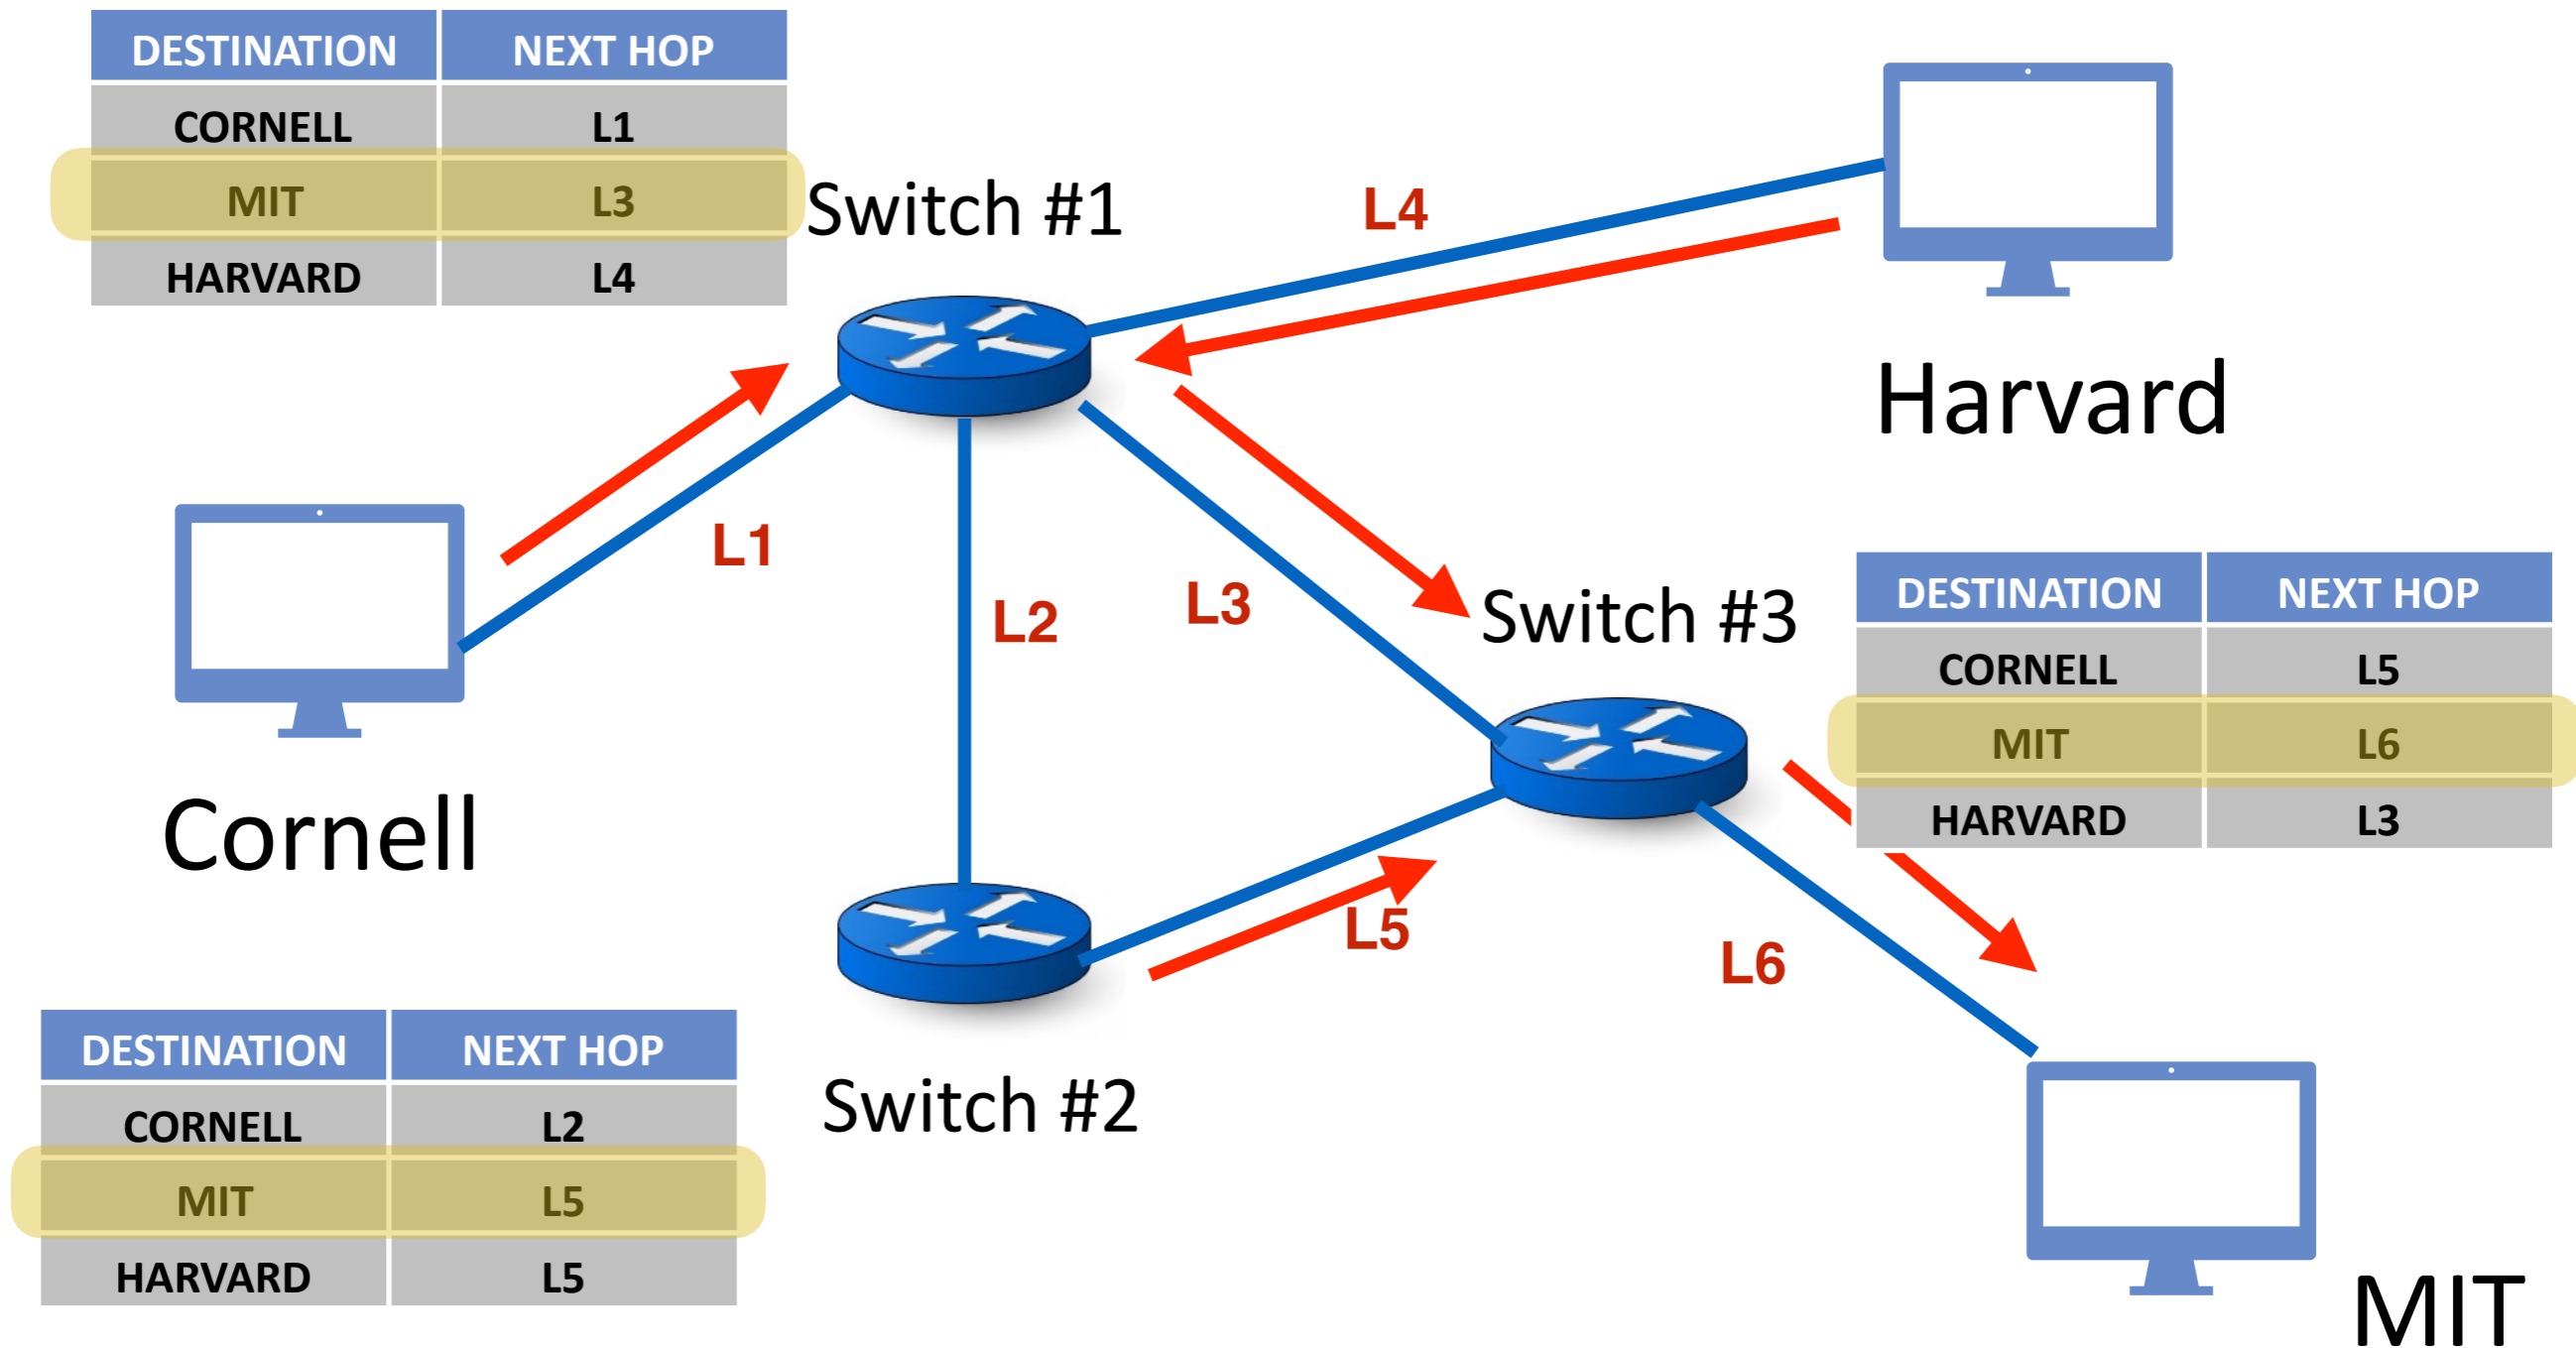 DESTINATION NEXT HOP
CORNELL L1
MIT L3
HARVARD L4
Switch #1
L4
Harvard
L1
L2
L3
Switch #3
DESTINATION NEXT HOP
CORNELL L5
MIT L6
HARVARD L3
Cornell
L5
L6
DESTINATION NEXT HOP
CORNELL L2
MIT L5
HARVARD L5
Switch #2
MIT